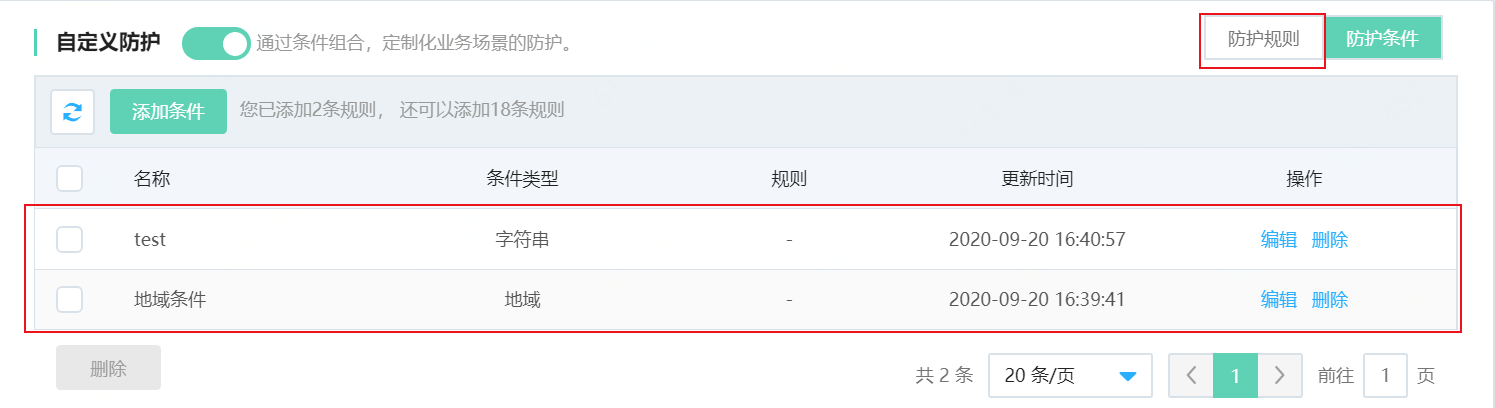 自定义防护 通过条件组合，定制化业务场景的防护。 防护规则 防护条件
添加条件 您已添加2条规则， 还可以添加18条规则
名称 条件类型 规则 更新时间 操作
test 字符串 - 2020-09-20 16:40:57 编辑 删除
地域条件 地域 - 2020-09-20 16:39:41 编辑 删除
删除 共 2 条 20 条/页 1 前往 1 页